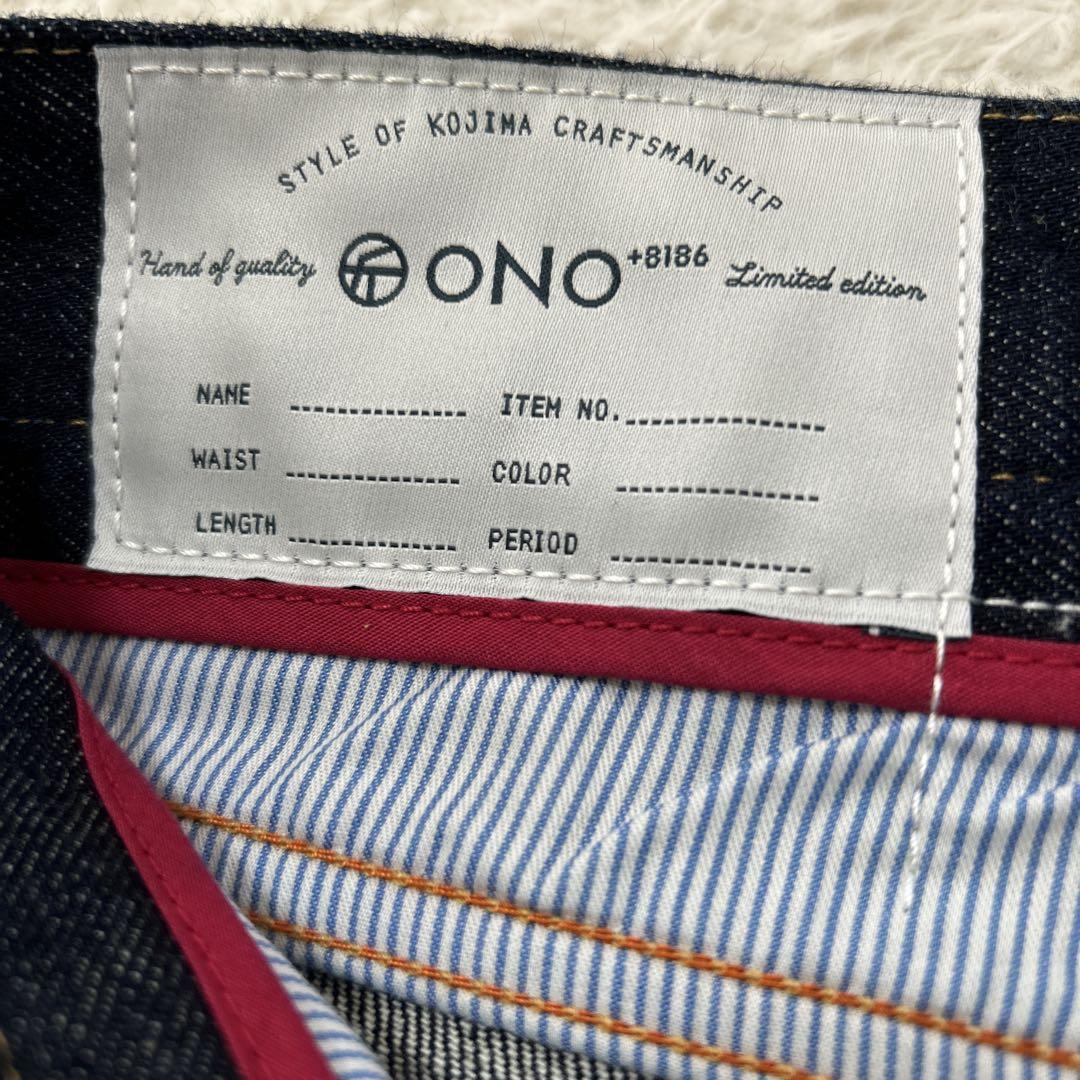 STYLE OF KOJIMA CRAFTSMANSHIP
Hand of quality ONO +8186 Limited edition
NAME ITEM NO.
WAIST COLOR
LENGTH PERIOD